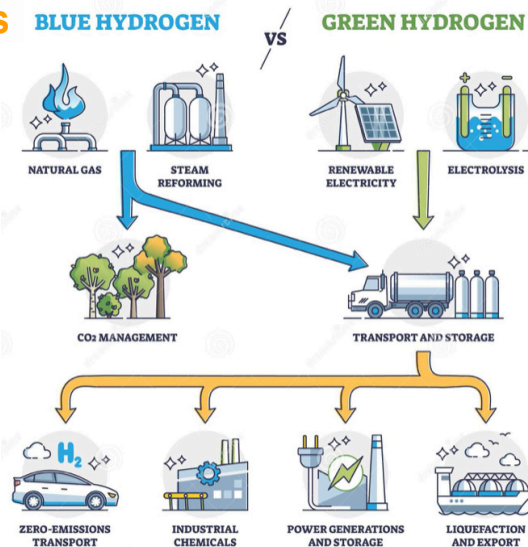 S
BLUE HYDROGEN
VS
GREEN HYDROGEN
+ -
NATURAL GAS
STEAM
REFORMING
RENEWABLE
ELECTRICITY
ELECTROLYSIS
CO2 MANAGEMENT
TRANSPORT AND STORAGE
H2
ZERO-EMISSIONS
TRANSPORT
INDUSTRIAL
CHEMICALS
POWER GENERATIONS
AND STORAGE
LIQUEFACTION
AND EXPORT